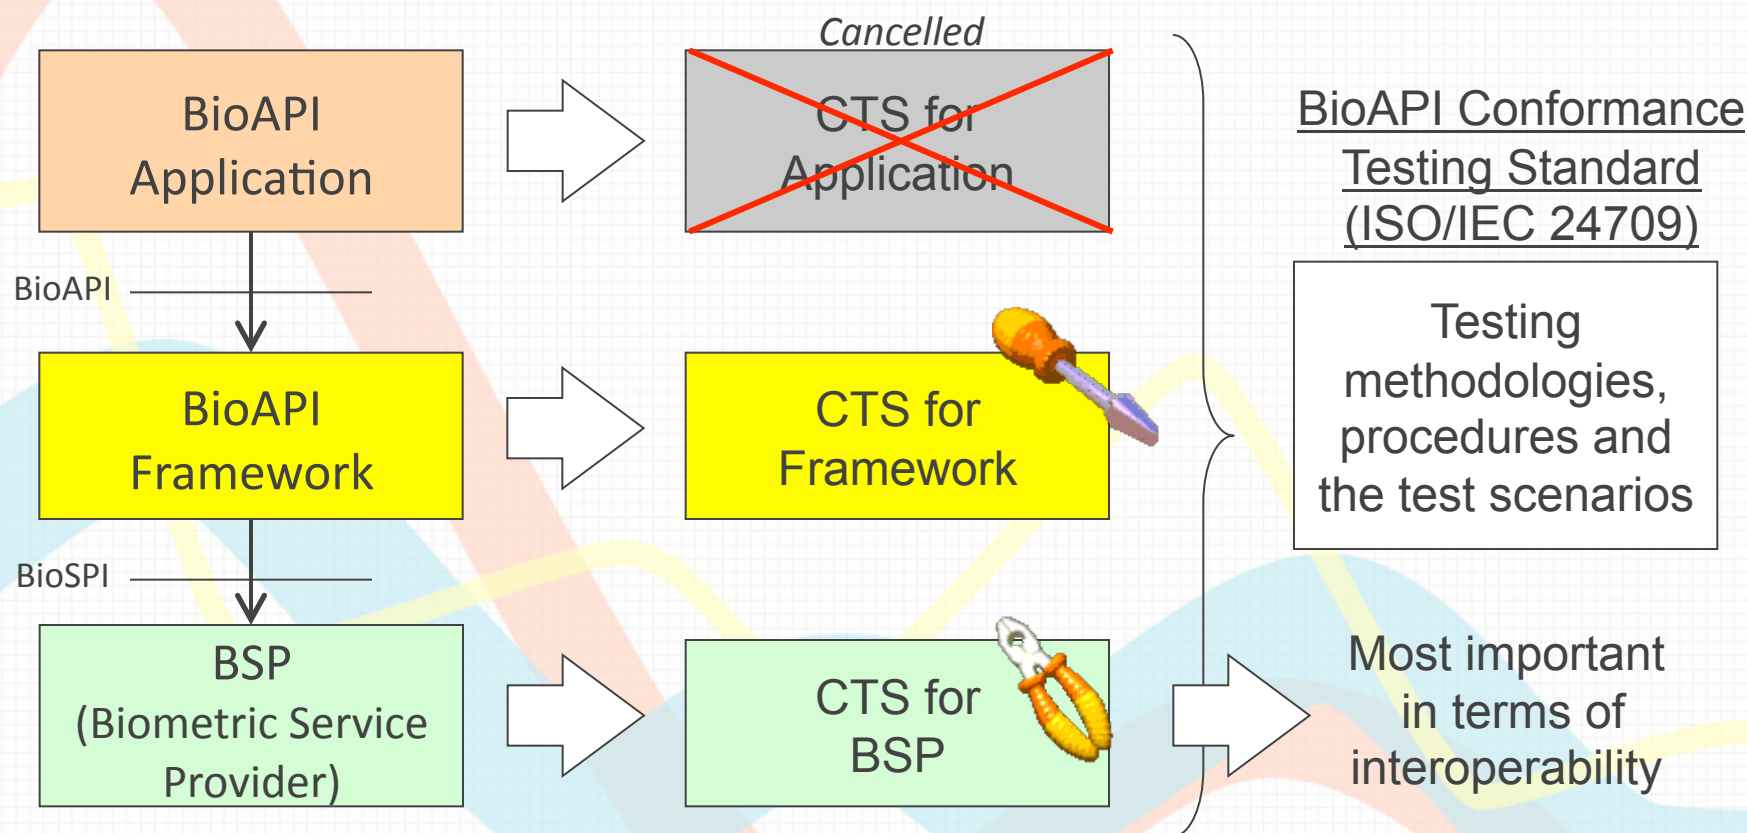 Cancelled
BioAPI
Application
CTS for
Application
BioAPI Conformance
Testing Standard
(ISO/IEC 24709)
BioAPI
Testing
methodologies,
procedures and
the test scenarios
BioAPI
Framework
CTS for
Framework
BioSPI
BSP
(Biometric Service
Provider)
CTS for
BSP
Most important
in terms of
interoperability